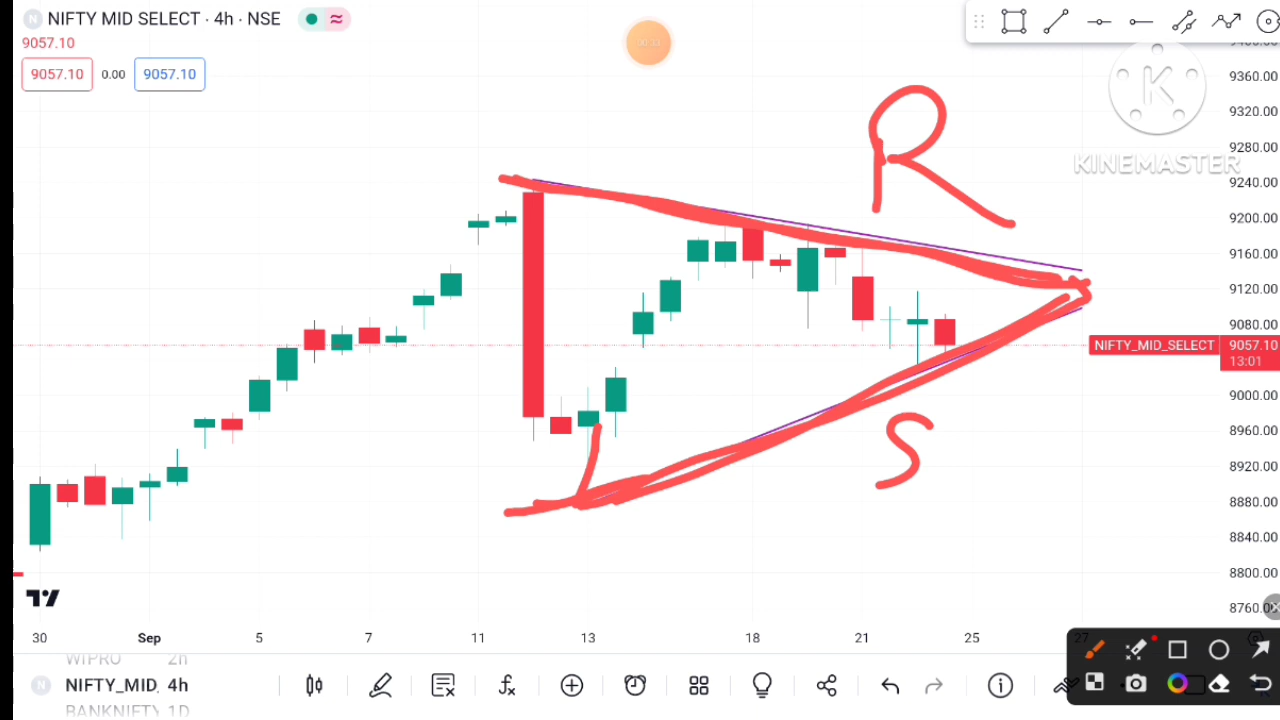 N NIFTY MID SELECT · 4h · NSE
9057.10
9057.10 0.00 9057.10
00:33
K
KINEMASTER
R
S
9360.00
9320.00
9280.00
9240.00
9200.00
9160.00
9120.00
9080.00
NIFTY_MID_SELECT 9057.10
13:01
9000.00
8960.00
8920.00
8880.00
8840.00
8800.00
8760.00
30 Sep 5 7 11 13 18 21 25 27
WIPRO 2h
N NIFTY_MID 4h
BANKNIFTY 1D